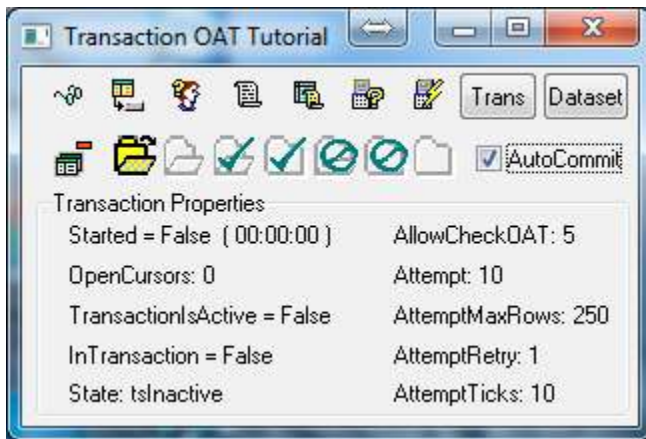 Transaction OAT Tutorial
Trans Dataset
AutoCommit
Transaction Properties
Started = False ( 00:00:00 ) AllowCheckOAT: 5
OpenCursors: 0 Attempt: 10
TransactionIsActive = False AttemptMaxRows: 250
InTransaction = False AttemptRetry: 1
State: tsInactive AttemptTicks: 10